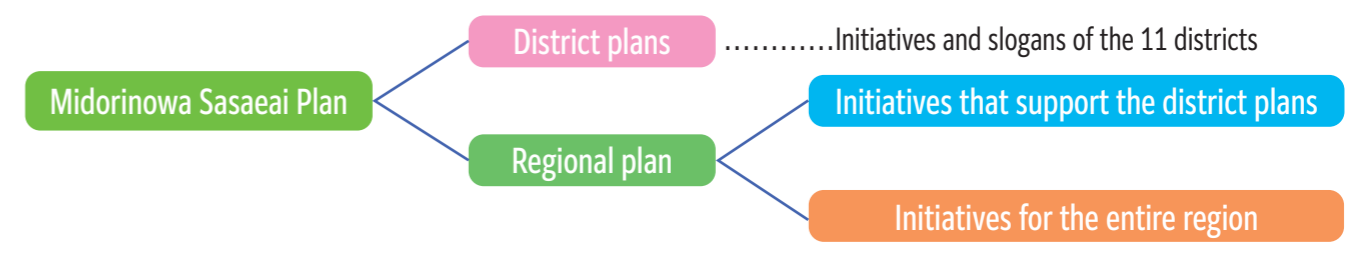 Midorinowa Sasaeai Plan
District plans ............Initiatives and slogans of the 11 districts
Regional plan
Initiatives that support the district plans
Initiatives for the entire region